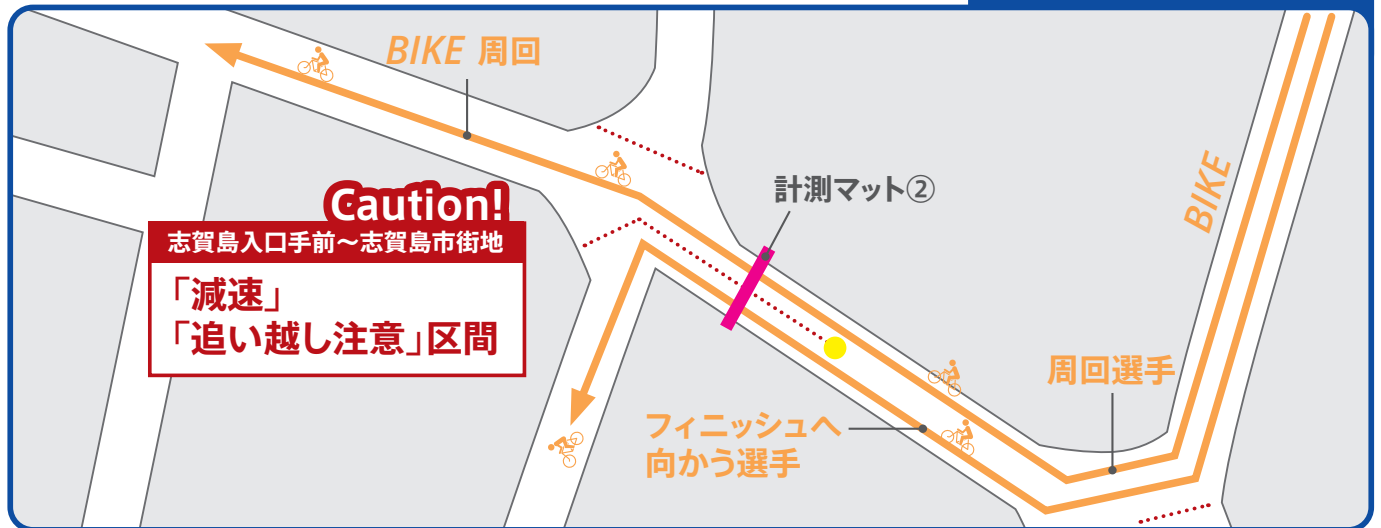 BIKE 周回
計測マット②
BIKE
Caution!
志賀島入口手前～志賀島市街地
「減速」
「追い越し注意」区間
周回選手
フィニッシュへ
向かう選手